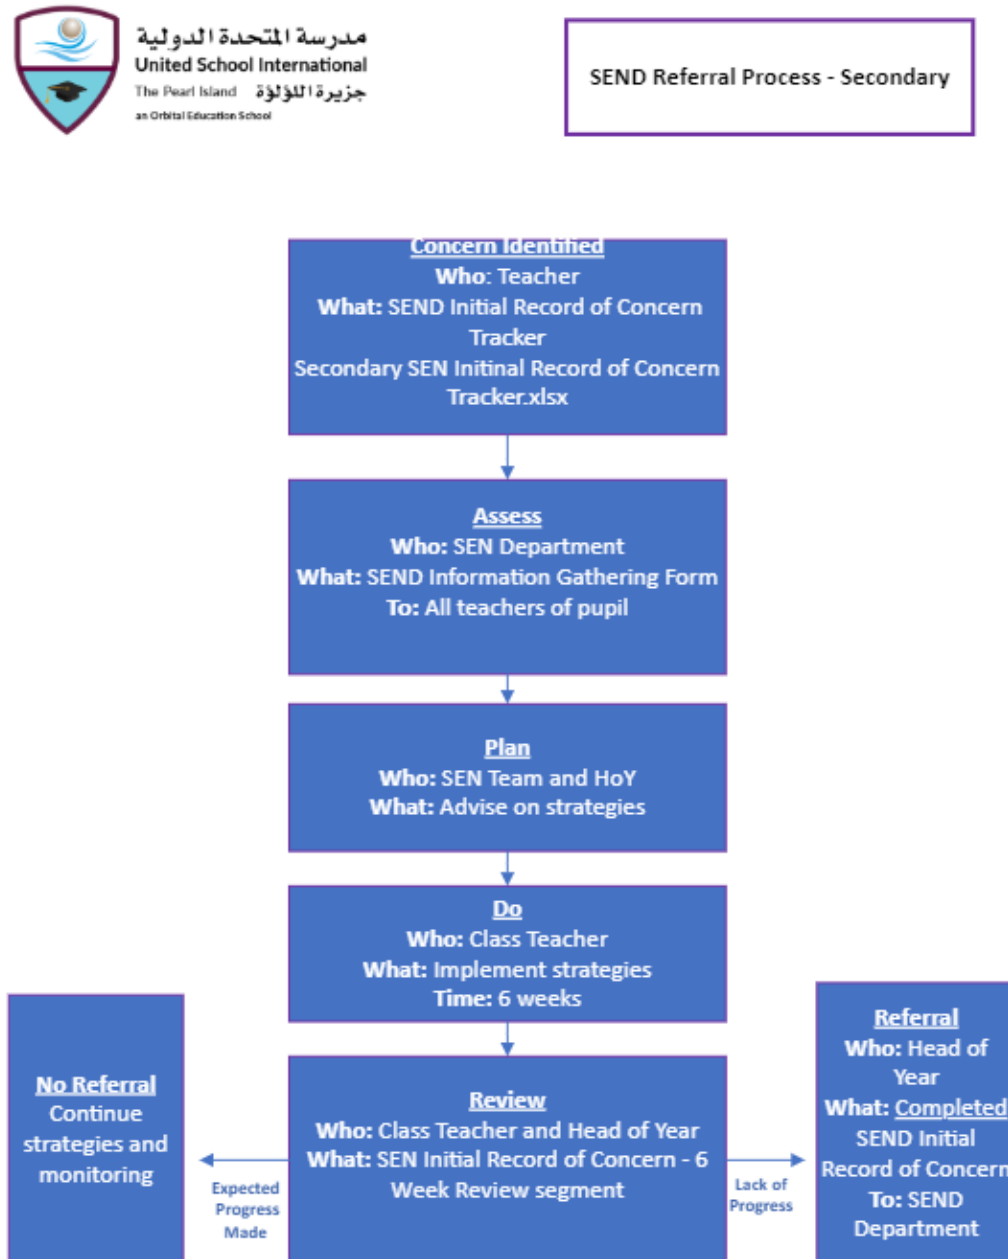 مدرسة المتحدة الدولية
United School International
The Pearl Island جزيرة اللؤلؤة
an Orbital Education School
SEND Referral Process - Secondary
Concern Identified
Who: Teacher
What: SEND Initial Record of Concern
Tracker
Secondary SEN Initinal Record of Concern
Tracker.xlsx
Assess
Who: SEN Department
What: SEND Information Gathering Form
To: All teachers of pupil
Plan
Who: SEN Team and HoY
What: Advise on strategies
Do
Who: Class Teacher
What: Implement strategies
Time: 6 weeks
Review
Who: Class Teacher and Head of Year
What: SEN Initial Record of Concern - 6
Week Review segment
Expected
Progress
Made
No Referral
Continue
strategies and
monitoring
Lack of
Progress
Referral
Who: Head of
Year
What: Completed
SEND Initial
Record of Concern
To: SEND
Department